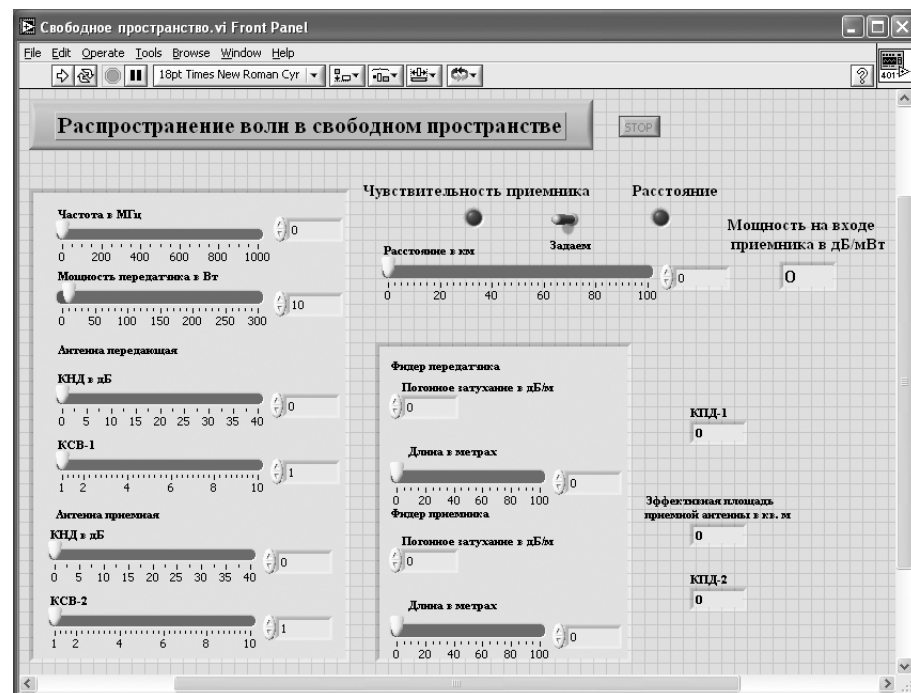 Свободное пространство.vi Front Panel
File Edit Operate Tools Browse Window Help
18pt Times New Roman Cyr
401
Распространение волн в свободном пространстве
STOP
Чувствительность приемника
Расстояние
Задаем
Мощность на входе
приемника в дБ/мВт
0
Расстояние в км
0
0 20 40 60 80 100
Частота в МГц
0
0 200 400 600 800 1000
Мощность передатчика в Вт
10
0 50 100 150 200 250 300
Антенна передающая
КНД в дБ
0
0 5 10 15 20 25 30 35 40
КСВ-1
1
1 2 4 6 8 10
Антенна приемная
КНД в дБ
0
0 5 10 15 20 25 30 35 40
КСВ-2
1
1 2 4 6 8 10
Фидер передатчика
Погонное затухание в дБ/м
0
Длина в метрах
0
0 20 40 60 80 100
Фидер приемника
Погонное затухание в дБ/м
0
Длина в метрах
0
0 20 40 60 80 100
КПД-1
0
Эффективная площадь
приемной антенны в кв. м
0
КПД-2
0